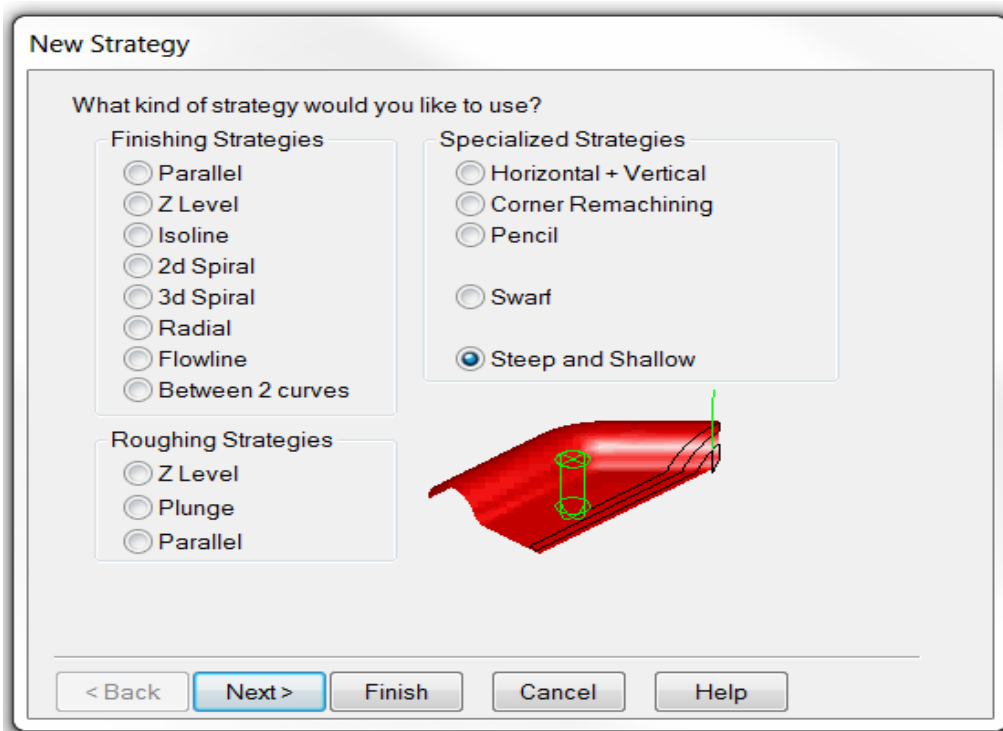 New Strategy
What kind of strategy would you like to use?
Finishing Strategies
Parallel
Z Level
Isoline
2d Spiral
3d Spiral
Radial
Flowline
Between 2 curves
Roughing Strategies
Z Level
Plunge
Parallel
Specialized Strategies
Horizontal + Vertical
Corner Remachining
Pencil
Swarf
Steep and Shallow
< Back Next > Finish Cancel Help